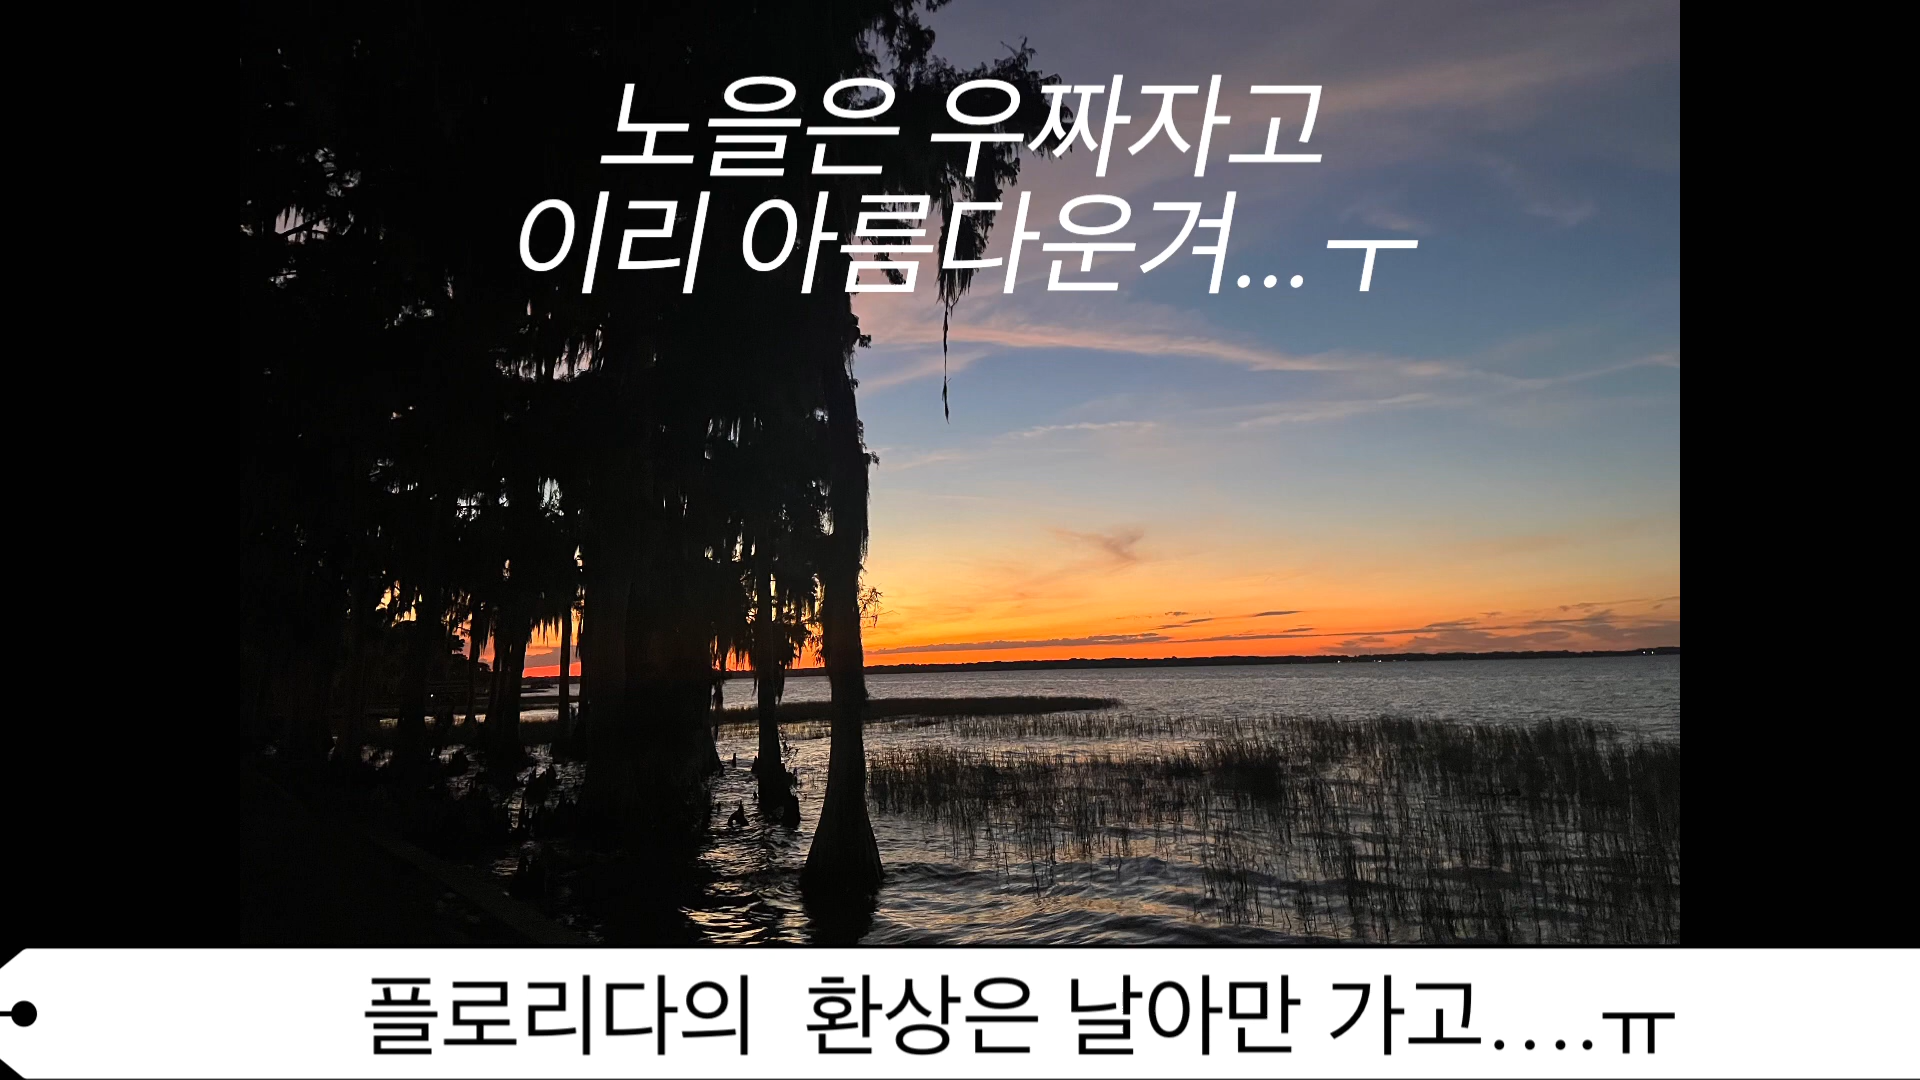 노을은 우짜자고
이리 아름다운겨...ㅜ
플로리다의 환상은 날아만 가고....ㅠ